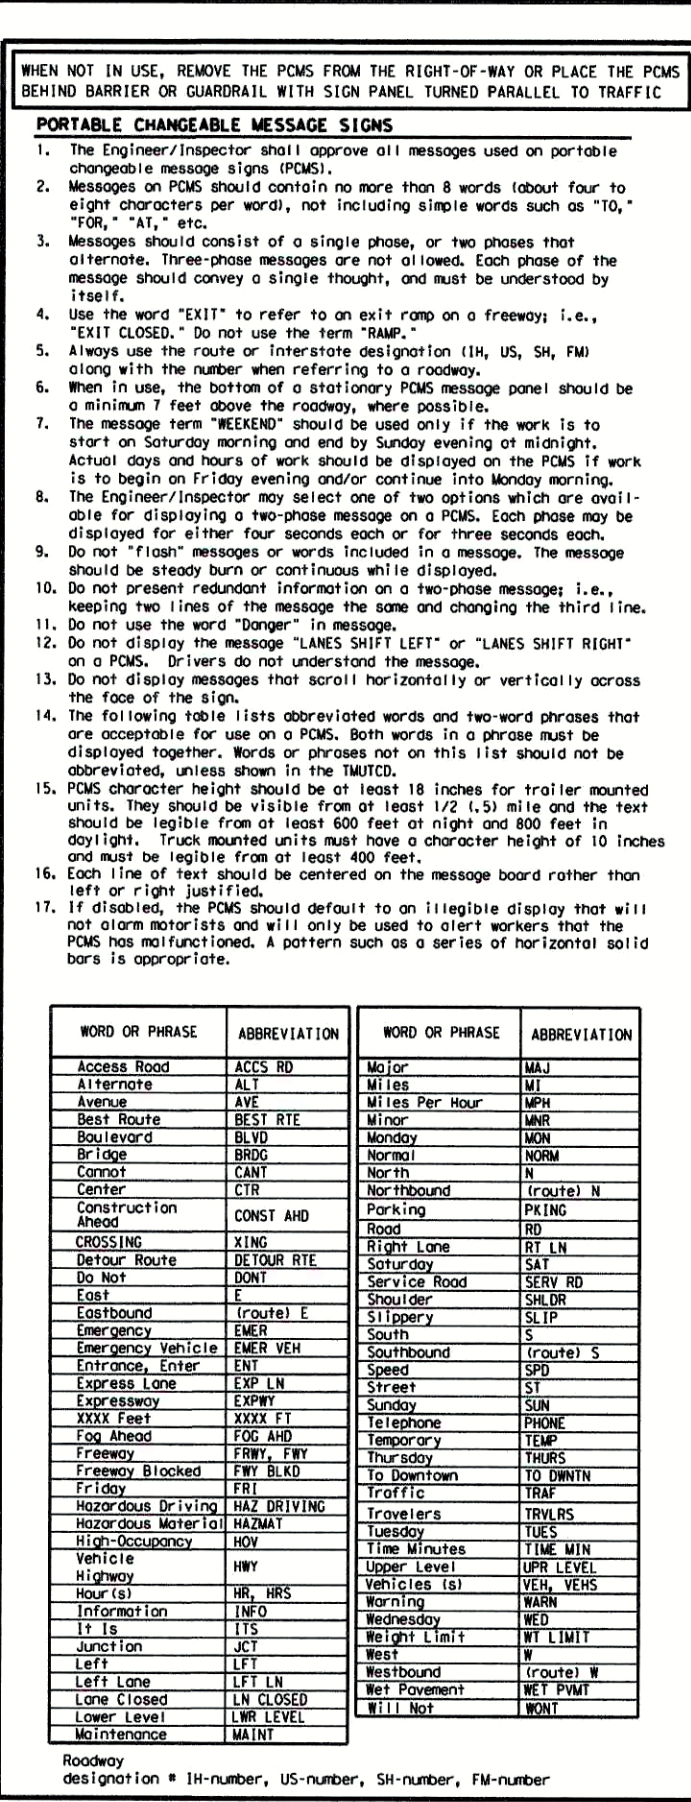 WHEN NOT IN USE, REMOVE THE PCMS FROM THE RIGHT-OF-WAY OR PLACE THE PCMS
BEHIND BARRIER OR GUARDRAIL WITH SIGN PANEL TURNED PARALLEL TO TRAFFIC
PORTABLE CHANGEABLE MESSAGE SIGNS
1. The Engineer/Inspector shall approve all messages used on portable
changeable message signs (PCMS).
2. Messages on PCMS should contain no more than 8 words (about four to
eight characters per word), not including simple words such as "TO,"
"FOR," "AT," etc.
3. Messages should consist of a single phase, or two phases that
alternate. Three-phase messages are not allowed. Each phase of the
message should convey a single thought, and must be understood by
itself.
4. Use the word "EXIT" to refer to an exit ramp on a freeway; i.e.,
"EXIT CLOSED." Do not use the term "RAMP."
5. Always use the route or interstate designation (IH, US, SH, FM)
along with the number when referring to a roadway.
6. When in use, the bottom of a stationary PCMS message panel should be
a minimum 7 feet above the roadway, where possible.
7. The message term "WEEKEND" should be used only if the work is to
start on Saturday morning and end by Sunday evening at midnight.
Actual days and hours of work should be displayed on the PCMS if work
is to begin on Friday evening and/or continue into Monday morning.
8. The Engineer/Inspector may select one of two options which are avail-
able for displaying a two-phase message on a PCMS. Each phase may be
displayed for either four seconds each or for three seconds each.
9. Do not "flash" messages or words included in a message. The message
should be steady burn or continuous while displayed.
10. Do not present redundant information on a two-phase message; i.e.,
keeping two lines of the message the same and changing the third line.
11. Do not use the word "Danger" in message.
12. Do not display the message "LANES SHIFT LEFT" or "LANES SHIFT RIGHT"
on a PCMS. Drivers do not understand the message.
13. Do not display messages that scroll horizontally or vertically across
the face of the sign.
14. The following table lists abbreviated words and two-word phrases that
are acceptable for use on a PCMS. Both words in a phrase must be
displayed together. Words or phrases not on this list should not be
abbreviated, unless shown in the TMUTCD.
15. PCMS character height should be at least 18 inches for trailer mounted
units. They should be visible from at least 1/2 (.5) mile and the text
should be legible from at least 600 feet at night and 800 feet in
daylight. Truck mounted units must have a character height of 10 inches
and must be legible from at least 400 feet.
16. Each line of text should be centered on the message board rather than
left or right justified.
17. If disabled, the PCMS should default to an illegible display that will
not alarm motorists and will only be used to alert workers that the
PCMS has malfunctioned. A pattern such as a series of horizontal solid
bars is appropriate.
WORD OR PHRASE ABBREVIATION
Access Road ACCS RD
Alternate ALT
Avenue AVE
Best Route BEST RTE
Boulevard BLVD
Bridge BRDG
Cannot CANT
Center CTR
Construction
Ahead CONST AHD
CROSSING XING
Detour Route DETOUR RTE
Do Not DONT
East E
Eastbound (route) E
Emergency EMER
Emergency Vehicle EMER VEH
Entrance, Enter ENT
Express Lane EXP LN
Expressway EXPWY
XXXX Feet XXXX FT
Fog Ahead FOG AHD
Freeway FRWY, FWY
Freeway Blocked FWY BLKD
Friday FRI
Hazardous Driving HAZ DRIVING
Hazardous Material HAZMAT
High-Occupancy HOV
Vehicle
Highway HWY
Hour(s) HR, HRS
Information INFO
It Is ITS
Junction JCT
Left LFT
Left Lane LFT LN
Lane Closed LN CLOSED
Lower Level LWR LEVEL
Maintenance MAINT
WORD OR PHRASE ABBREVIATION
Major MAJ
Miles MI
Miles Per Hour MPH
Minor MNR
Monday MON
Normal NORM
North N
Northbound (route) N
Parking PKING
Road RD
Right Lane RT LN
Saturday SAT
Service Road SERV RD
Shoulder SHLDR
Slippery SLIP
South S
Southbound (route) S
Speed SPD
Street ST
Sunday SUN
Telephone PHONE
Temporary TEMP
Thursday THURS
To Downtown TO DWNTN
Traffic TRAF
Travelers TRVLRS
Tuesday TUES
Time Minutes TIME MIN
Upper Level UPR LEVEL
Vehicles (s) VEH, VEHS
Warning WARN
Wednesday WED
Weight Limit WT LIMIT
West W
Westbound (route) W
Wet Pavement WET PVMT
Will Not WONT
Roadway
designation # IH-number, US-number, SH-number, FM-number